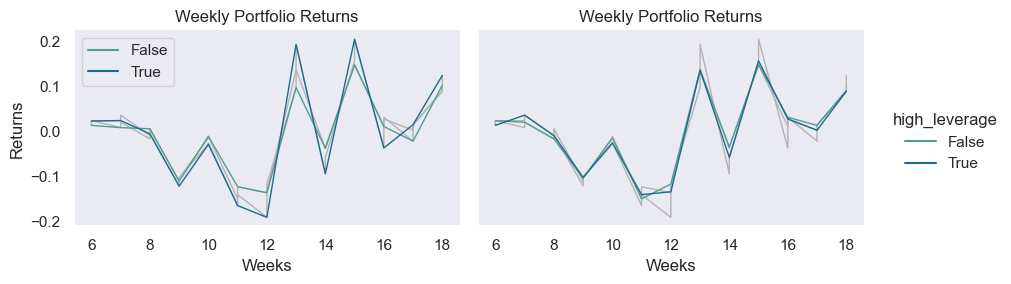 Weekly Portfolio Returns
Weekly Portfolio Returns
0.2
0.1
0.0
−0.1
−0.2
Returns
False
True
6 8 10 12 14 16 18
Weeks
6 8 10 12 14 16 18
Weeks
high_leverage
False
True